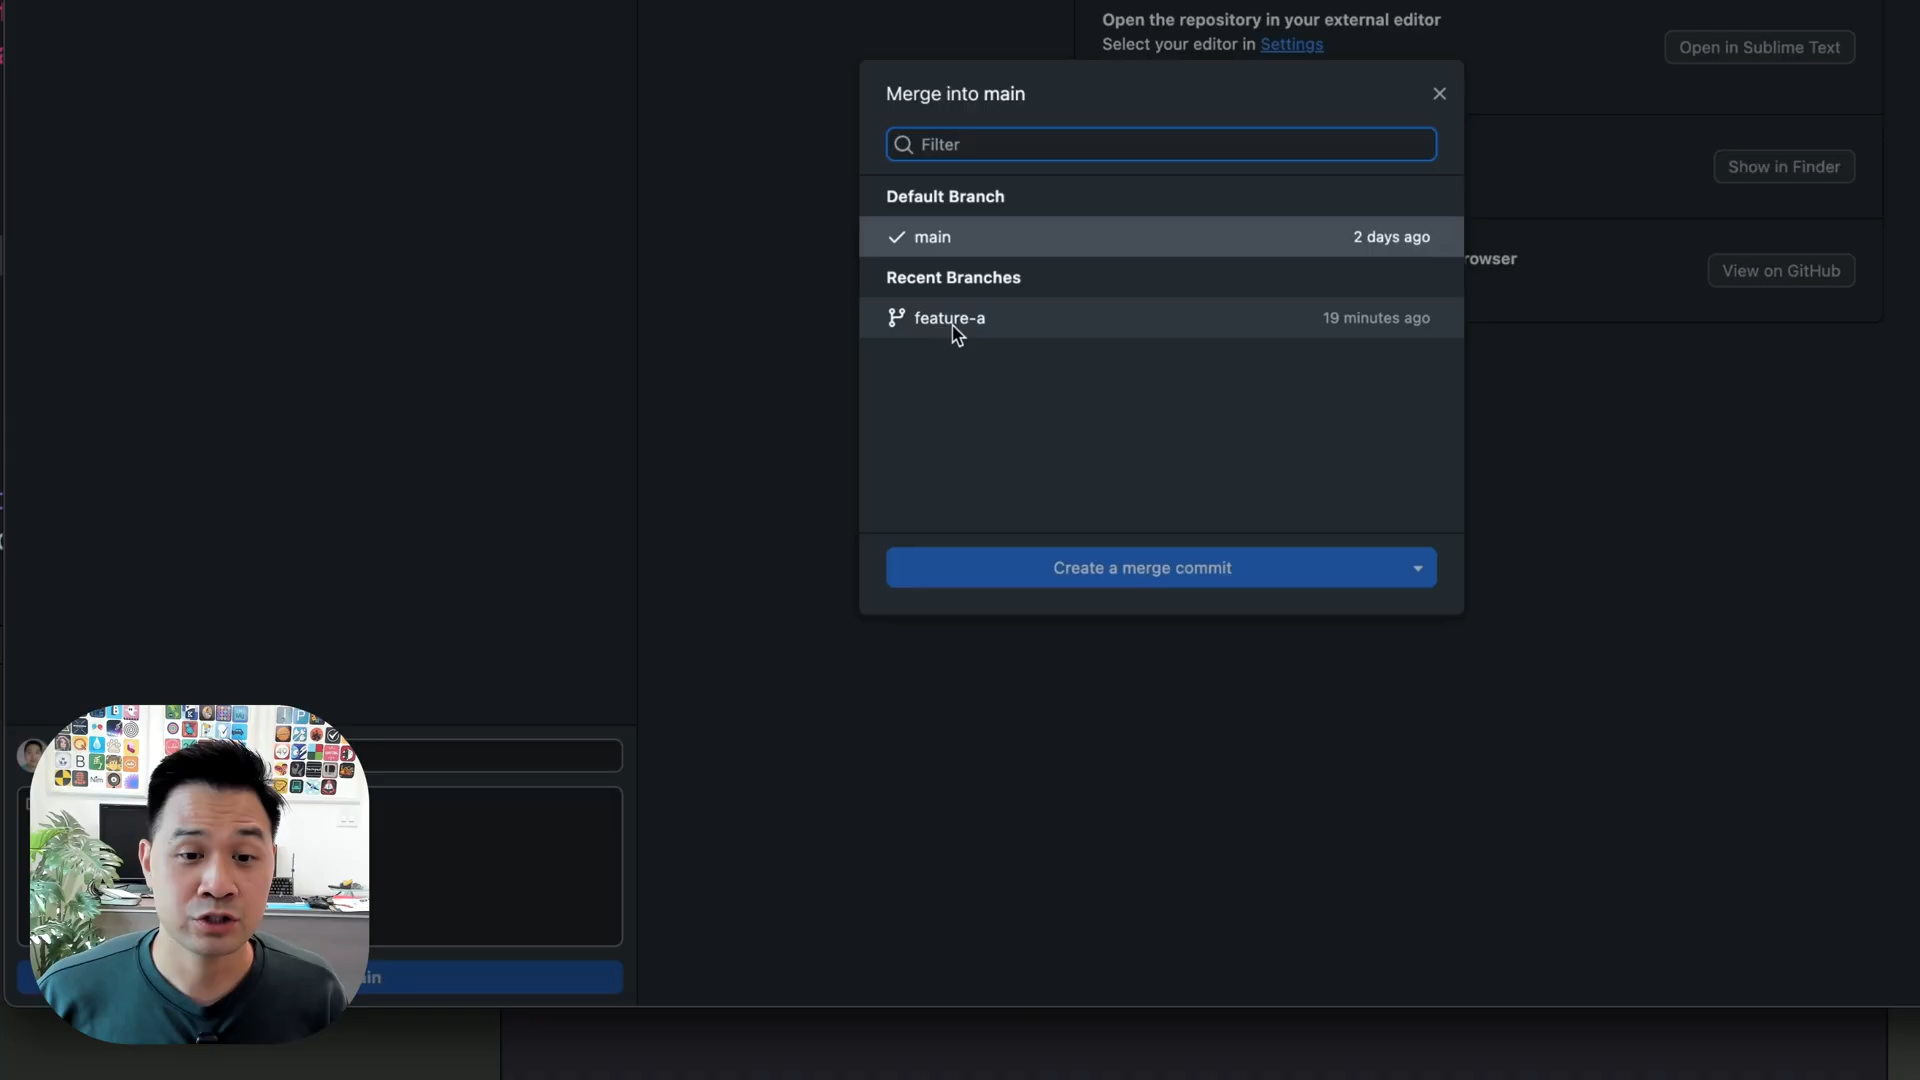 Open the repository in your external editor
Select your editor in Settings
Open in Sublime Text
Merge into main
Filter
Show in Finder
Default Branch
main 2 days ago
rowser
View on GitHub
Recent Branches
feature-a 19 minutes ago
Create a merge commit